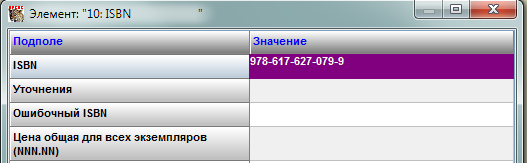 Элемент: "10: ISBN "
Подполе Значение
ISBN 978-617-627-079-9
Уточнения
Ошибочный ISBN
Цена общая для всех экземпляров
(NNN.NN)